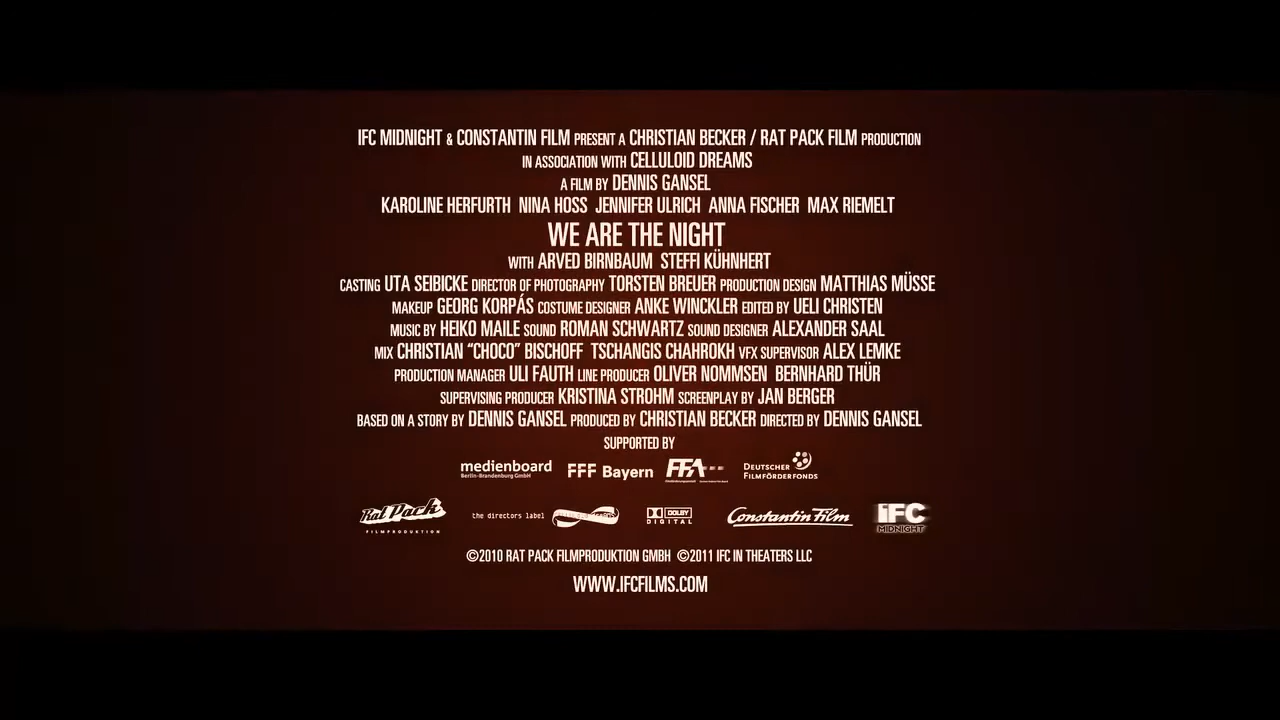 IFC MIDNIGHT & CONSTANTIN FILM PRESENT A CHRISTIAN BECKER / RAT PACK FILM PRODUCTION
IN ASSOCIATION WITH CELLULOID DREAMS
A FILM BY DENNIS GANSEL
KAROLINE HERFURTH NINA HOSS JENNIFER ULRICH ANNA FISCHER MAX RIEMELT
WE ARE THE NIGHT
WITH ARVED BIRNBAUM STEFFI KÜHNHERT
CASTING UTA SEIBICKE DIRECTOR OF PHOTOGRAPHY TORSTEN BREUER PRODUCTION DESIGN MATTHIAS MÜSSE
MAKEUP GEORG KORPÁS COSTUME DESIGNER ANKE WINCKLER EDITED BY UELI CHRISTEN
MUSIC BY HEIKO MAILE SOUND ROMAN SCHWARTZ SOUND DESIGNER ALEXANDER SAAL
MIX CHRISTIAN “CHOCO” BISCHOFF TSCHANGIS CHAHROKH VFX SUPERVISOR ALEX LEMKE
PRODUCTION MANAGER ULI FAUTH LINE PRODUCER OLIVER NOMMSEN BERNHARD THÜR
SUPERVISING PRODUCER KRISTINA STROHM SCREENPLAY BY JAN BERGER
BASED ON A STORY BY DENNIS GANSEL PRODUCED BY CHRISTIAN BECKER DIRECTED BY DENNIS GANSEL
SUPPORTED BY
medienboard FFF Bayern FFA DEUTSCHER
Berlin-Brandenburg GmbH FILMFÖRDERFONDS
Rat Pack the directors label DOLBY Constantin Film IFC
FILMPRODUKTION DIGITAL MIDNIGHT
©2010 RAT PACK FILMPRODUKTION GMBH ©2011 IFC IN THEATERS LLC
WWW.IFCFILMS.COM